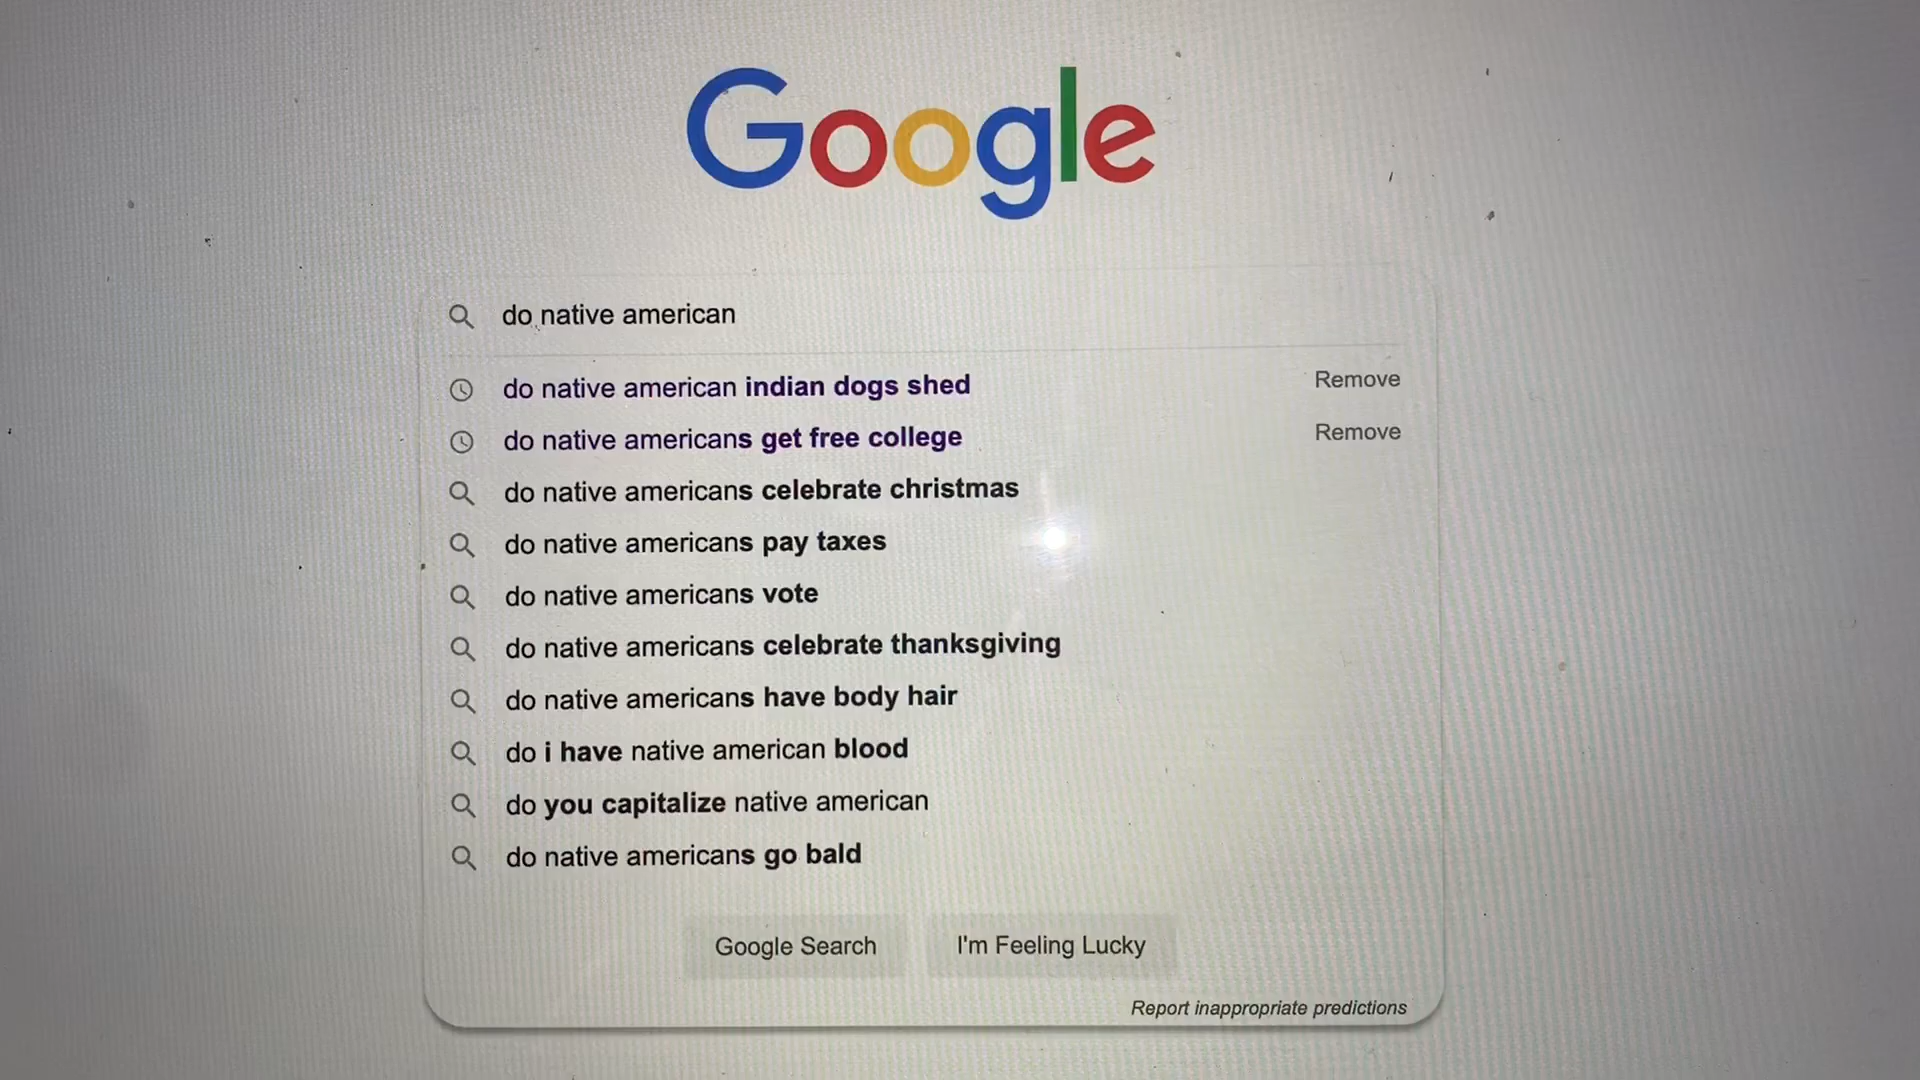 Google
do native american
do native american indian dogs shed Remove
do native americans get free college Remove
do native americans celebrate christmas
do native americans pay taxes
do native americans vote
do native americans celebrate thanksgiving
do native americans have body hair
do i have native american blood
do you capitalize native american
do native americans go bald
Google Search I'm Feeling Lucky
Report inappropriate predictions